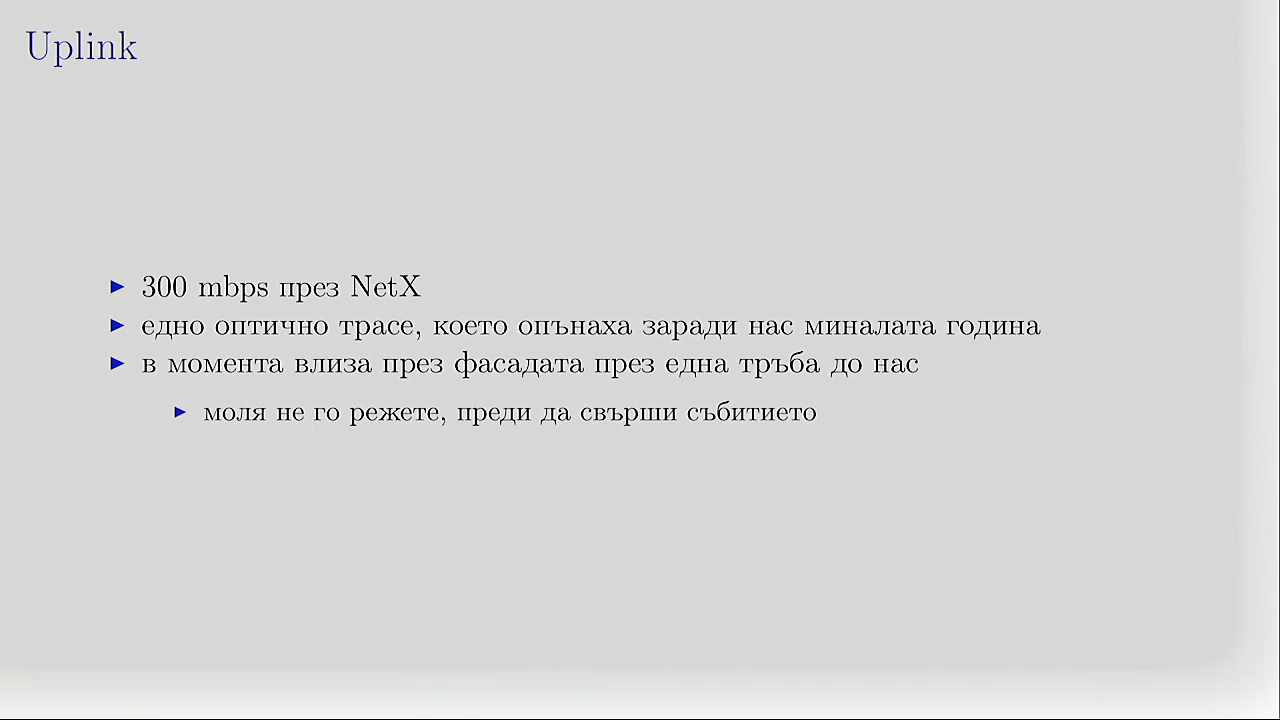 Uplink
300 mbps през NetX
едно оптично трасе, което опънаха заради нас миналата година
в момента влиза през фасадата през една тръба до нас
моля не го режете, преди да свърши събитието